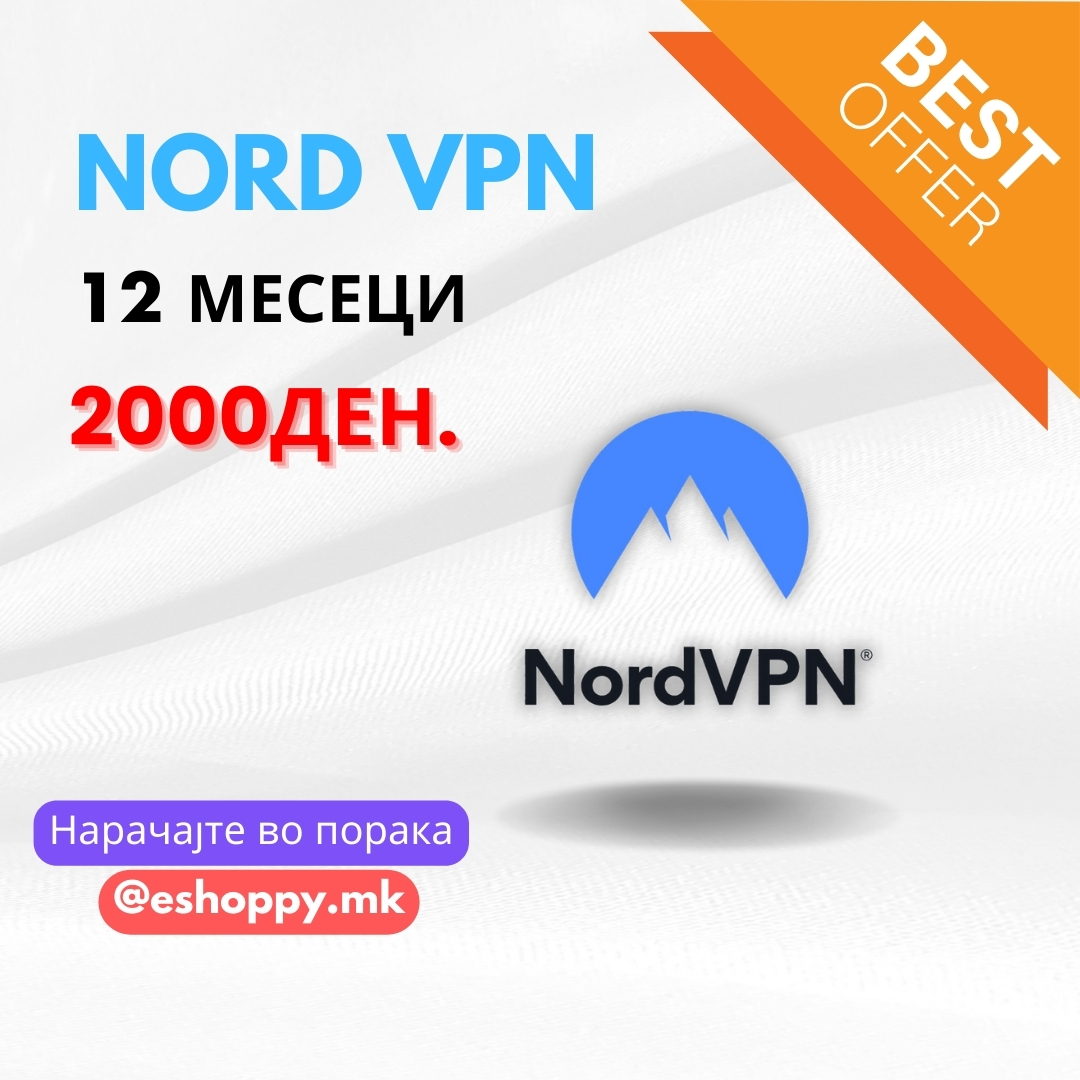 BEST
OFFER
NORD VPN
12 МЕСЕЦИ
2000ДЕН.
NordVPN®
Нарачајте во порака
@eshoppy.mk